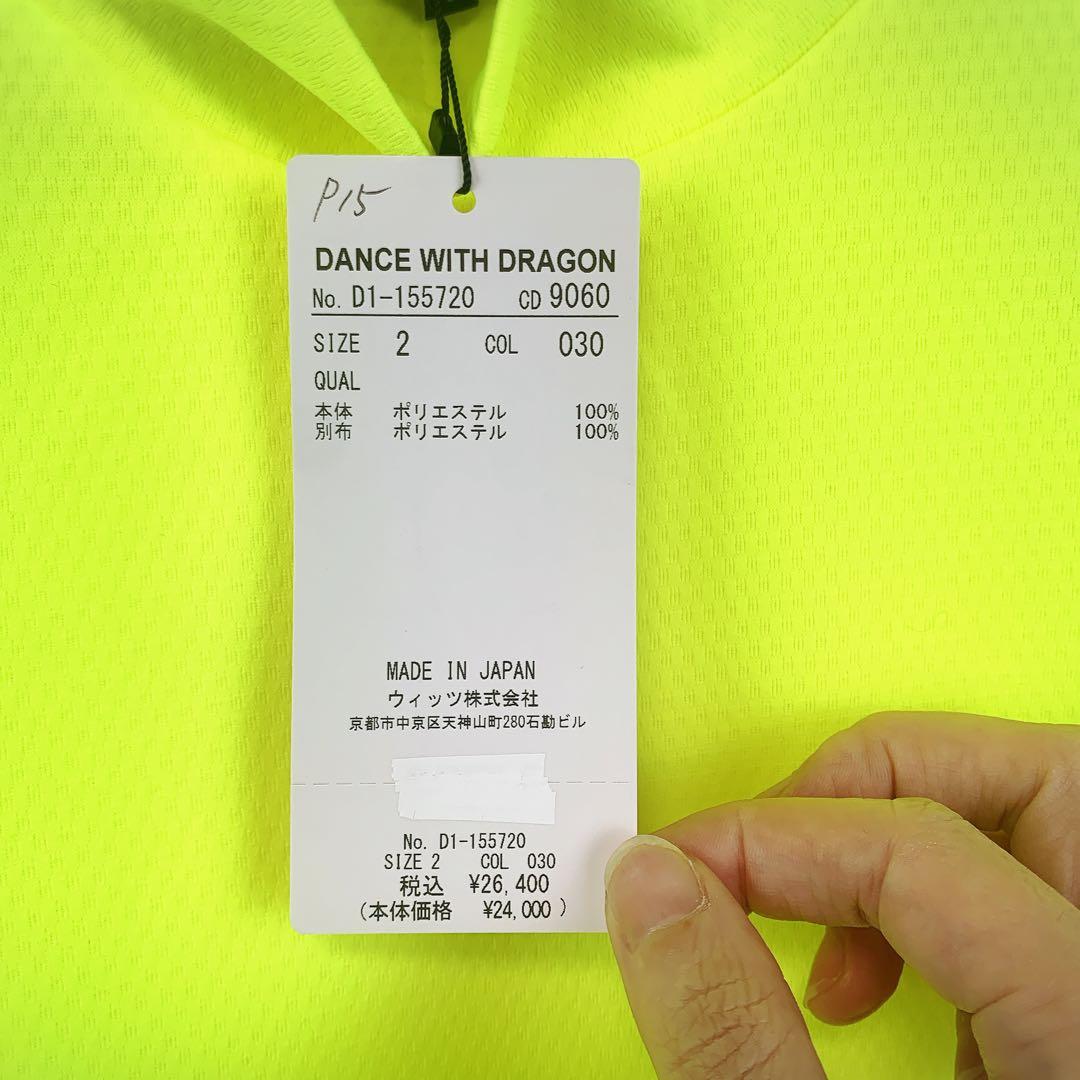 P15
DANCE WITH DRAGON
No. D1-155720 CD 9060
SIZE 2 COL 030
QUAL
本体 ポリエステル 100%
別布 ポリエステル 100%
MADE IN JAPAN
ウィッツ株式会社
京都市中京区天神山町280石勘ビル
No. D1-155720
SIZE 2 COL 030
税込 ¥26,400
(本体価格 ¥24,000 )